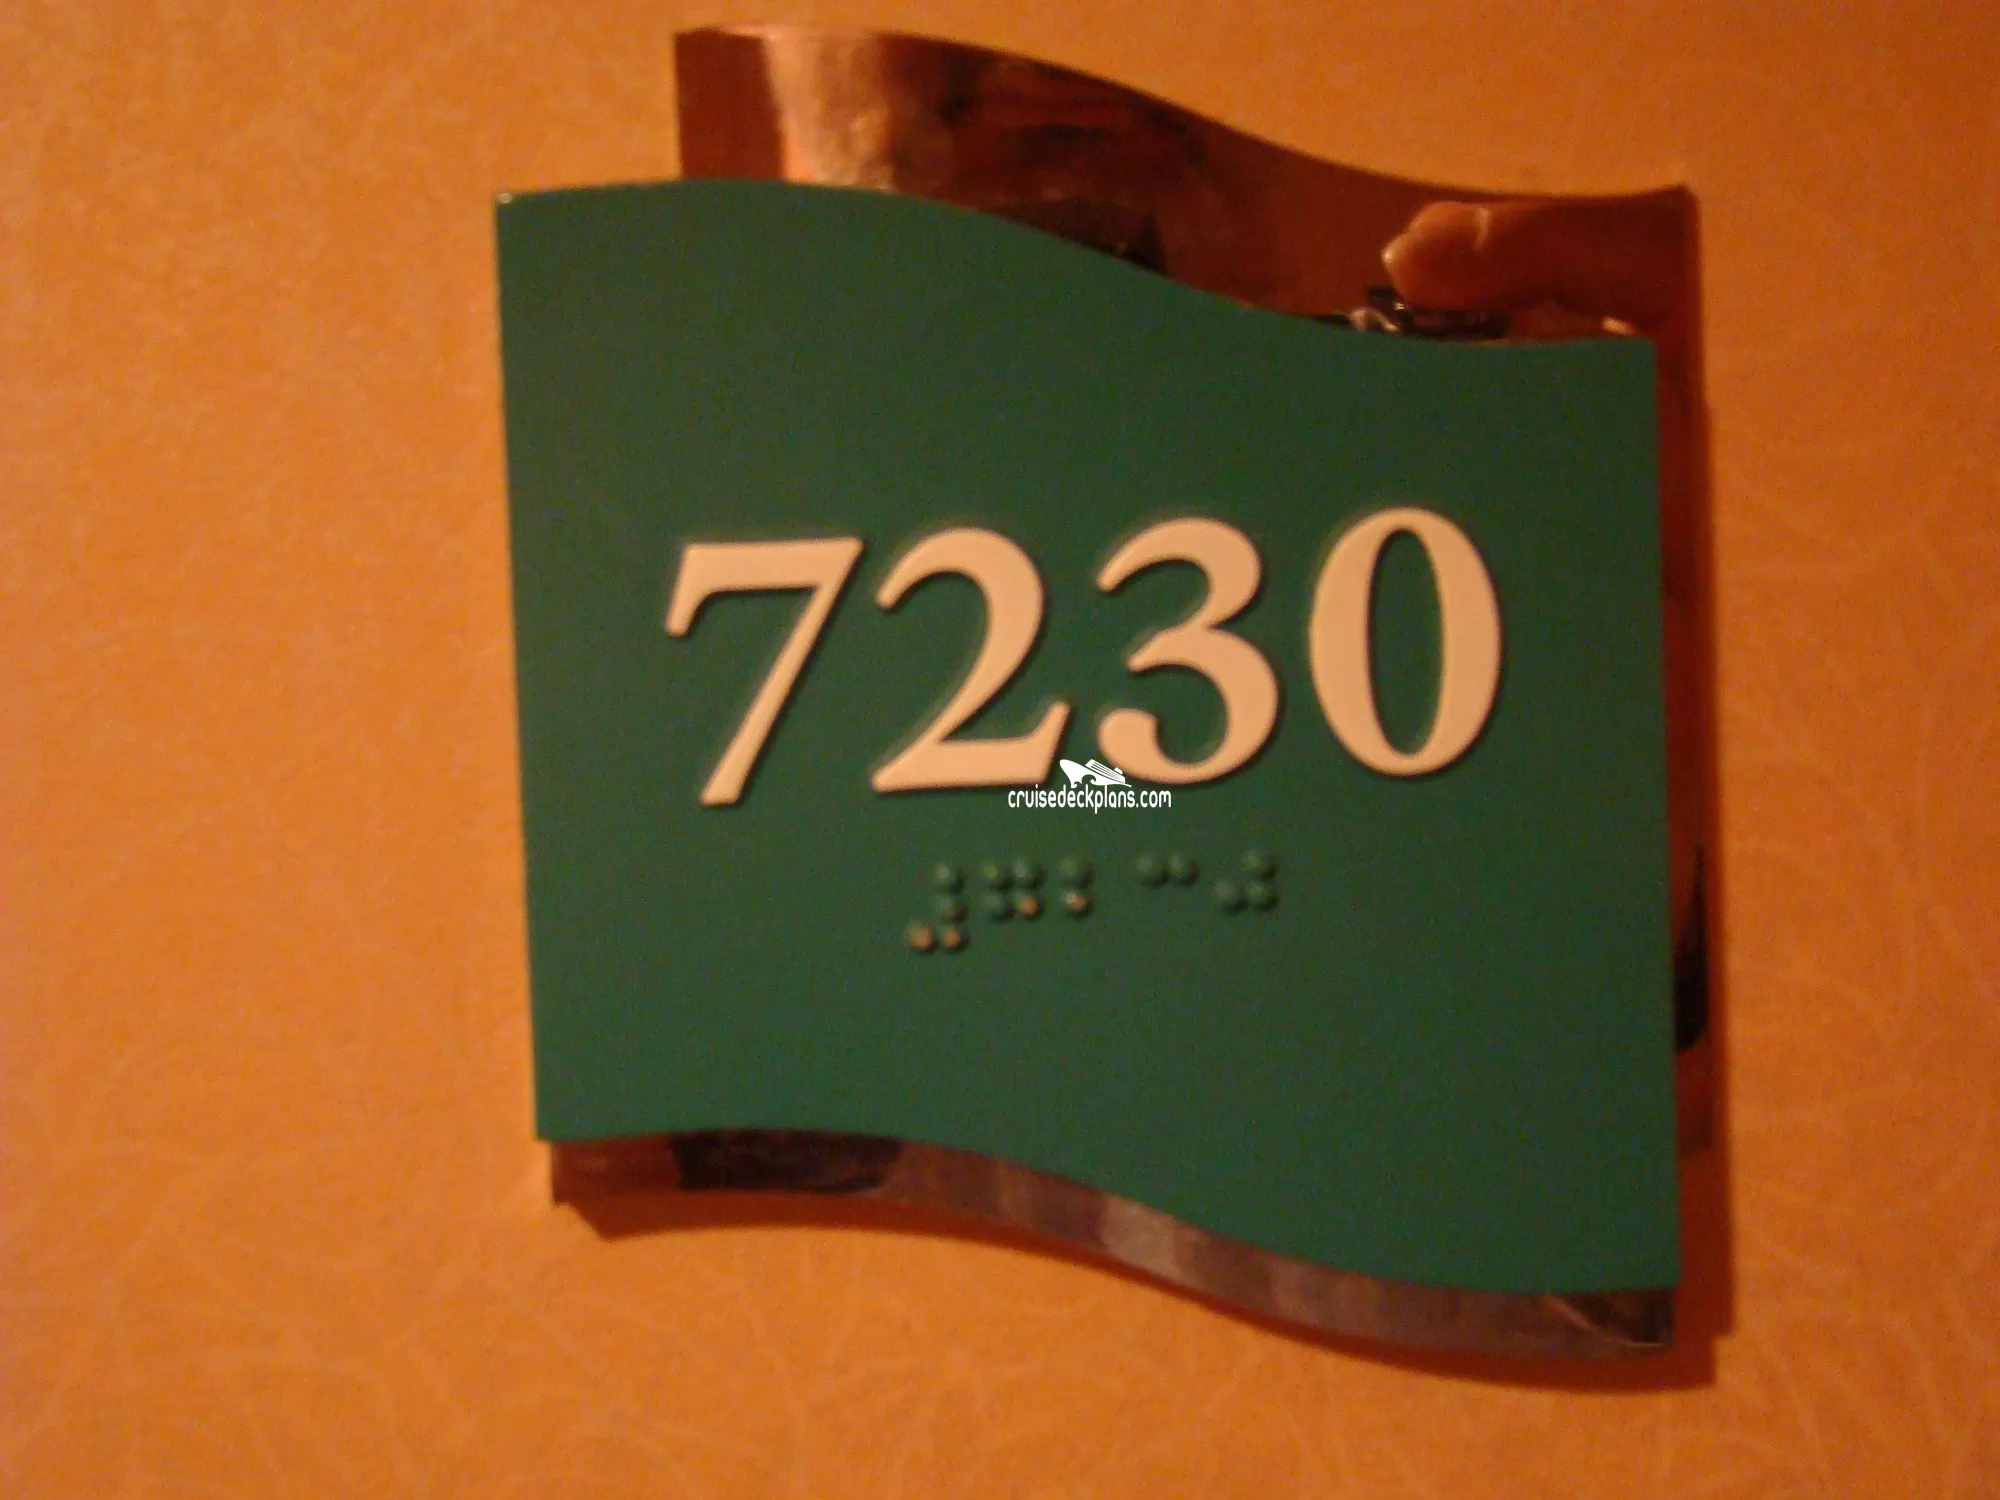 7230
cruisedeckplans.com
⠼⠛⠃⠉⠚